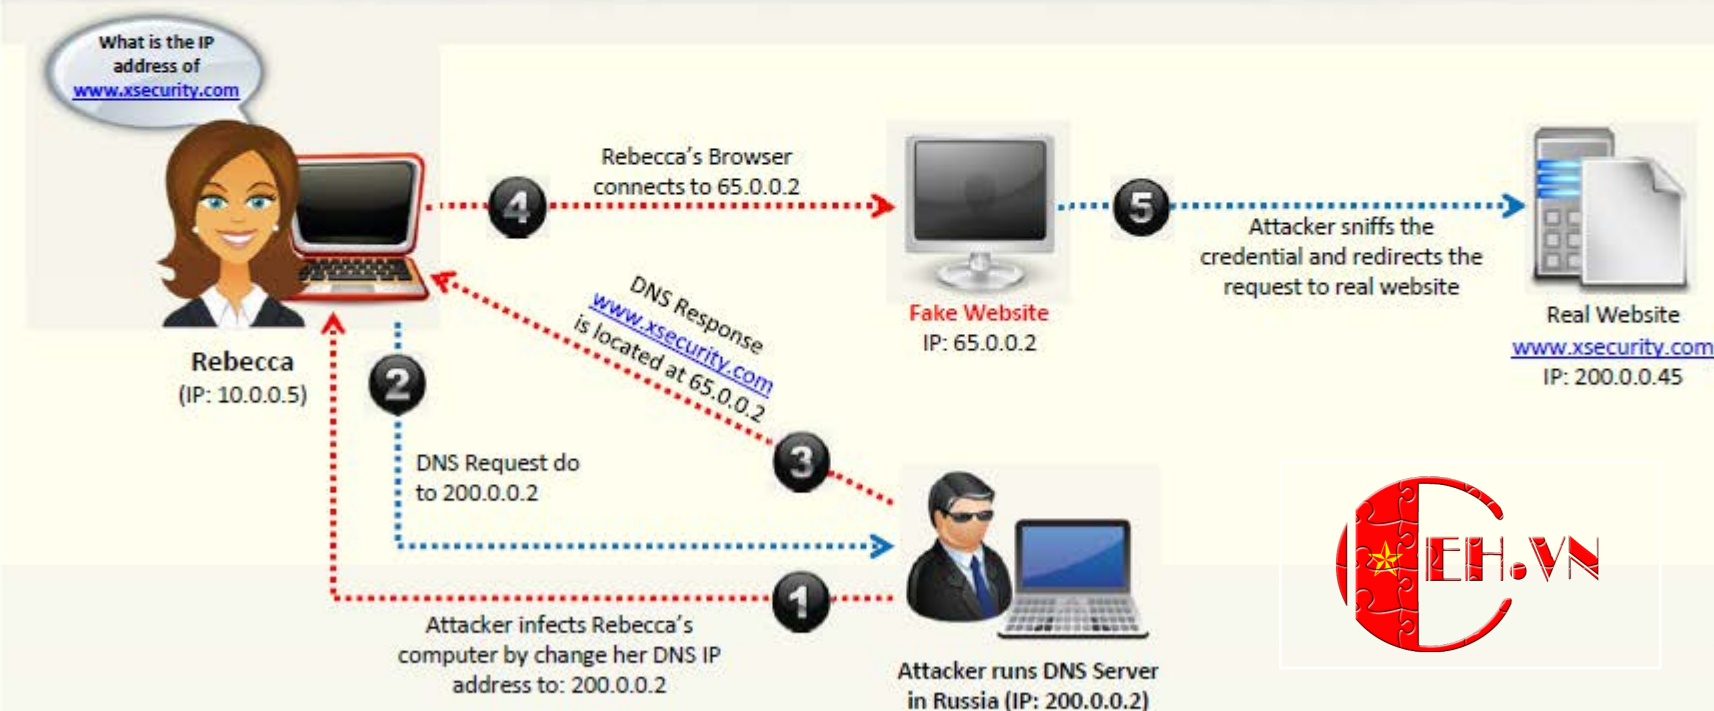 What is the IP
address of
www.xsecurity.com
4
Rebecca's Browser
connects to 65.0.0.2
5
Attacker sniffs the
credential and redirects the
request to real website
Fake Website
IP: 65.0.0.2
Real Website
www.xsecurity.com
IP: 200.0.0.45
Rebecca
(IP: 10.0.0.5)
2
DNS Request do
to 200.0.0.2
DNS Response
www.xsecurity.com
is located at 65.0.0.2
3
1
Attacker infects Rebecca's
computer by change her DNS IP
address to: 200.0.0.2
Attacker runs DNS Server
in Russia (IP: 200.0.0.2)
CEH.VN